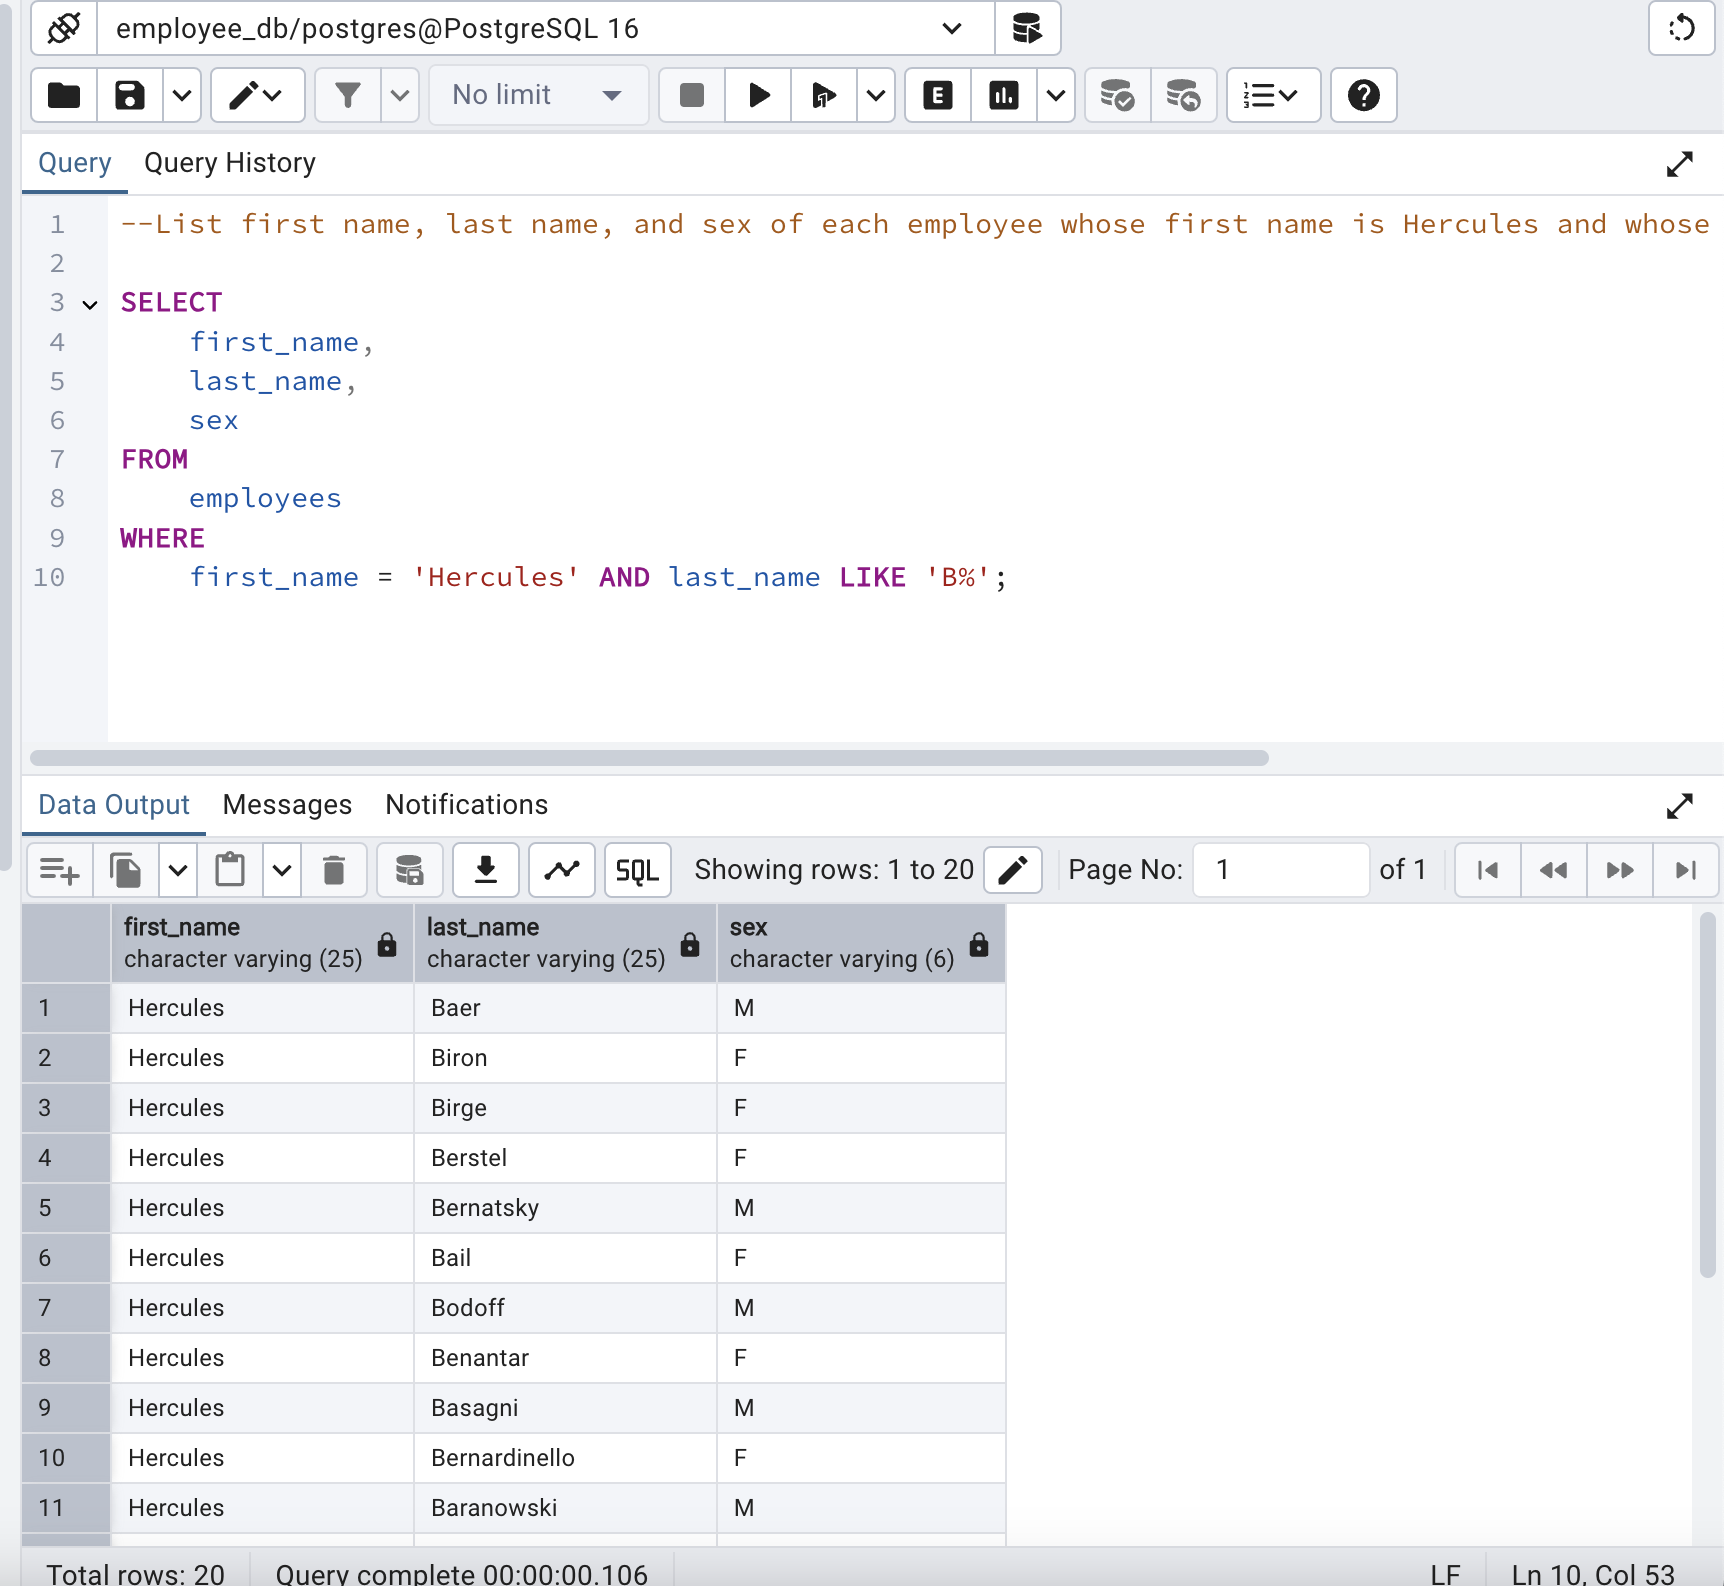 employee_db/postgres@PostgreSQL 16
No limit
Query Query History
1 --List first name, last name, and sex of each employee whose first name is Hercules and whose
2
3 SELECT
4 first_name,
5 last_name,
6 sex
7 FROM
8 employees
9 WHERE
10 first_name = 'Hercules' AND last_name LIKE 'B%';
Data Output Messages Notifications
SQL Showing rows: 1 to 20 Page No: 1 of 1
first_name last_name sex
character varying (25) character varying (25) character varying (6)
1 Hercules Baer M
2 Hercules Biron F
3 Hercules Birge F
4 Hercules Berstel F
5 Hercules Bernatsky M
6 Hercules Bail F
7 Hercules Bodoff M
8 Hercules Benantar F
9 Hercules Basagni M
10 Hercules Bernardinello F
11 Hercules Baranowski M
Total rows: 20 Query complete 00:00:00.106 LF Ln 10, Col 53